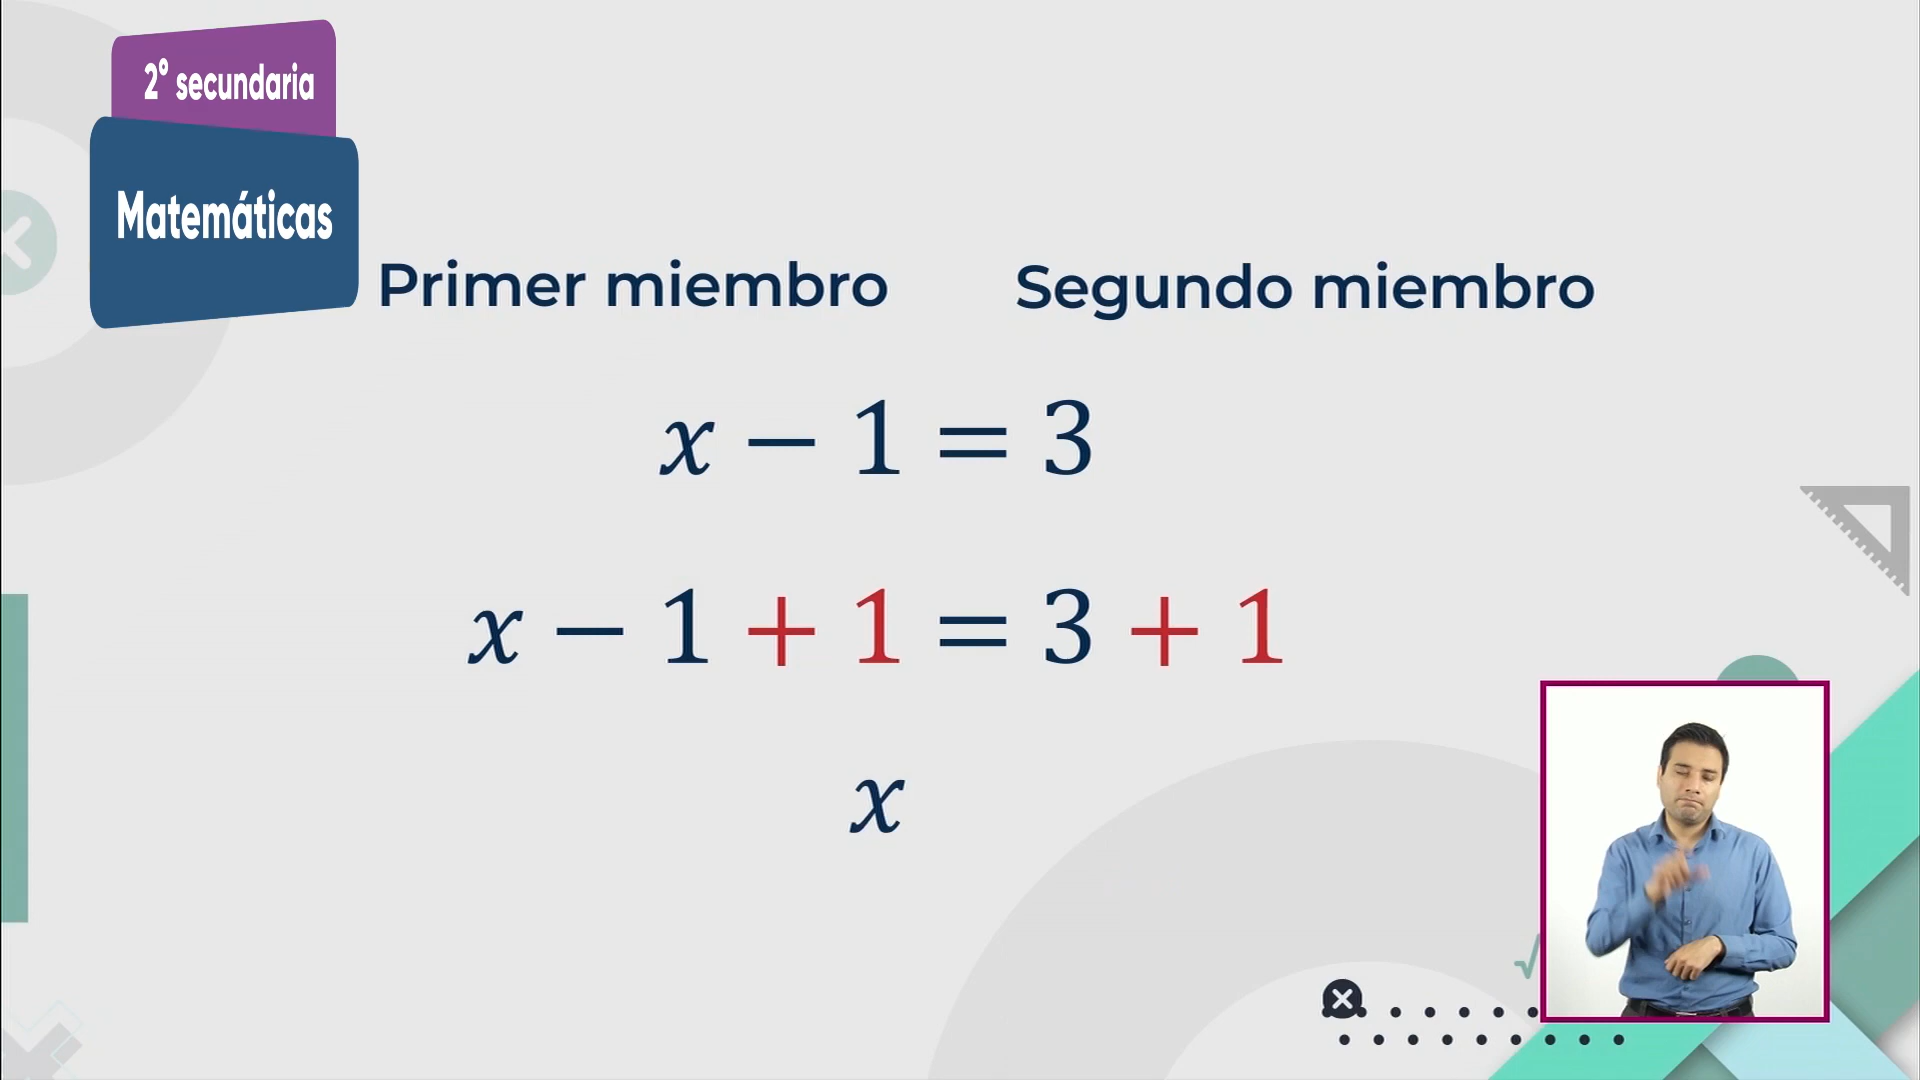 2° secundaria
Matemáticas
Primer miembro Segundo miembro
x − 1 = 3
x − 1 + 1 = 3 + 1
x